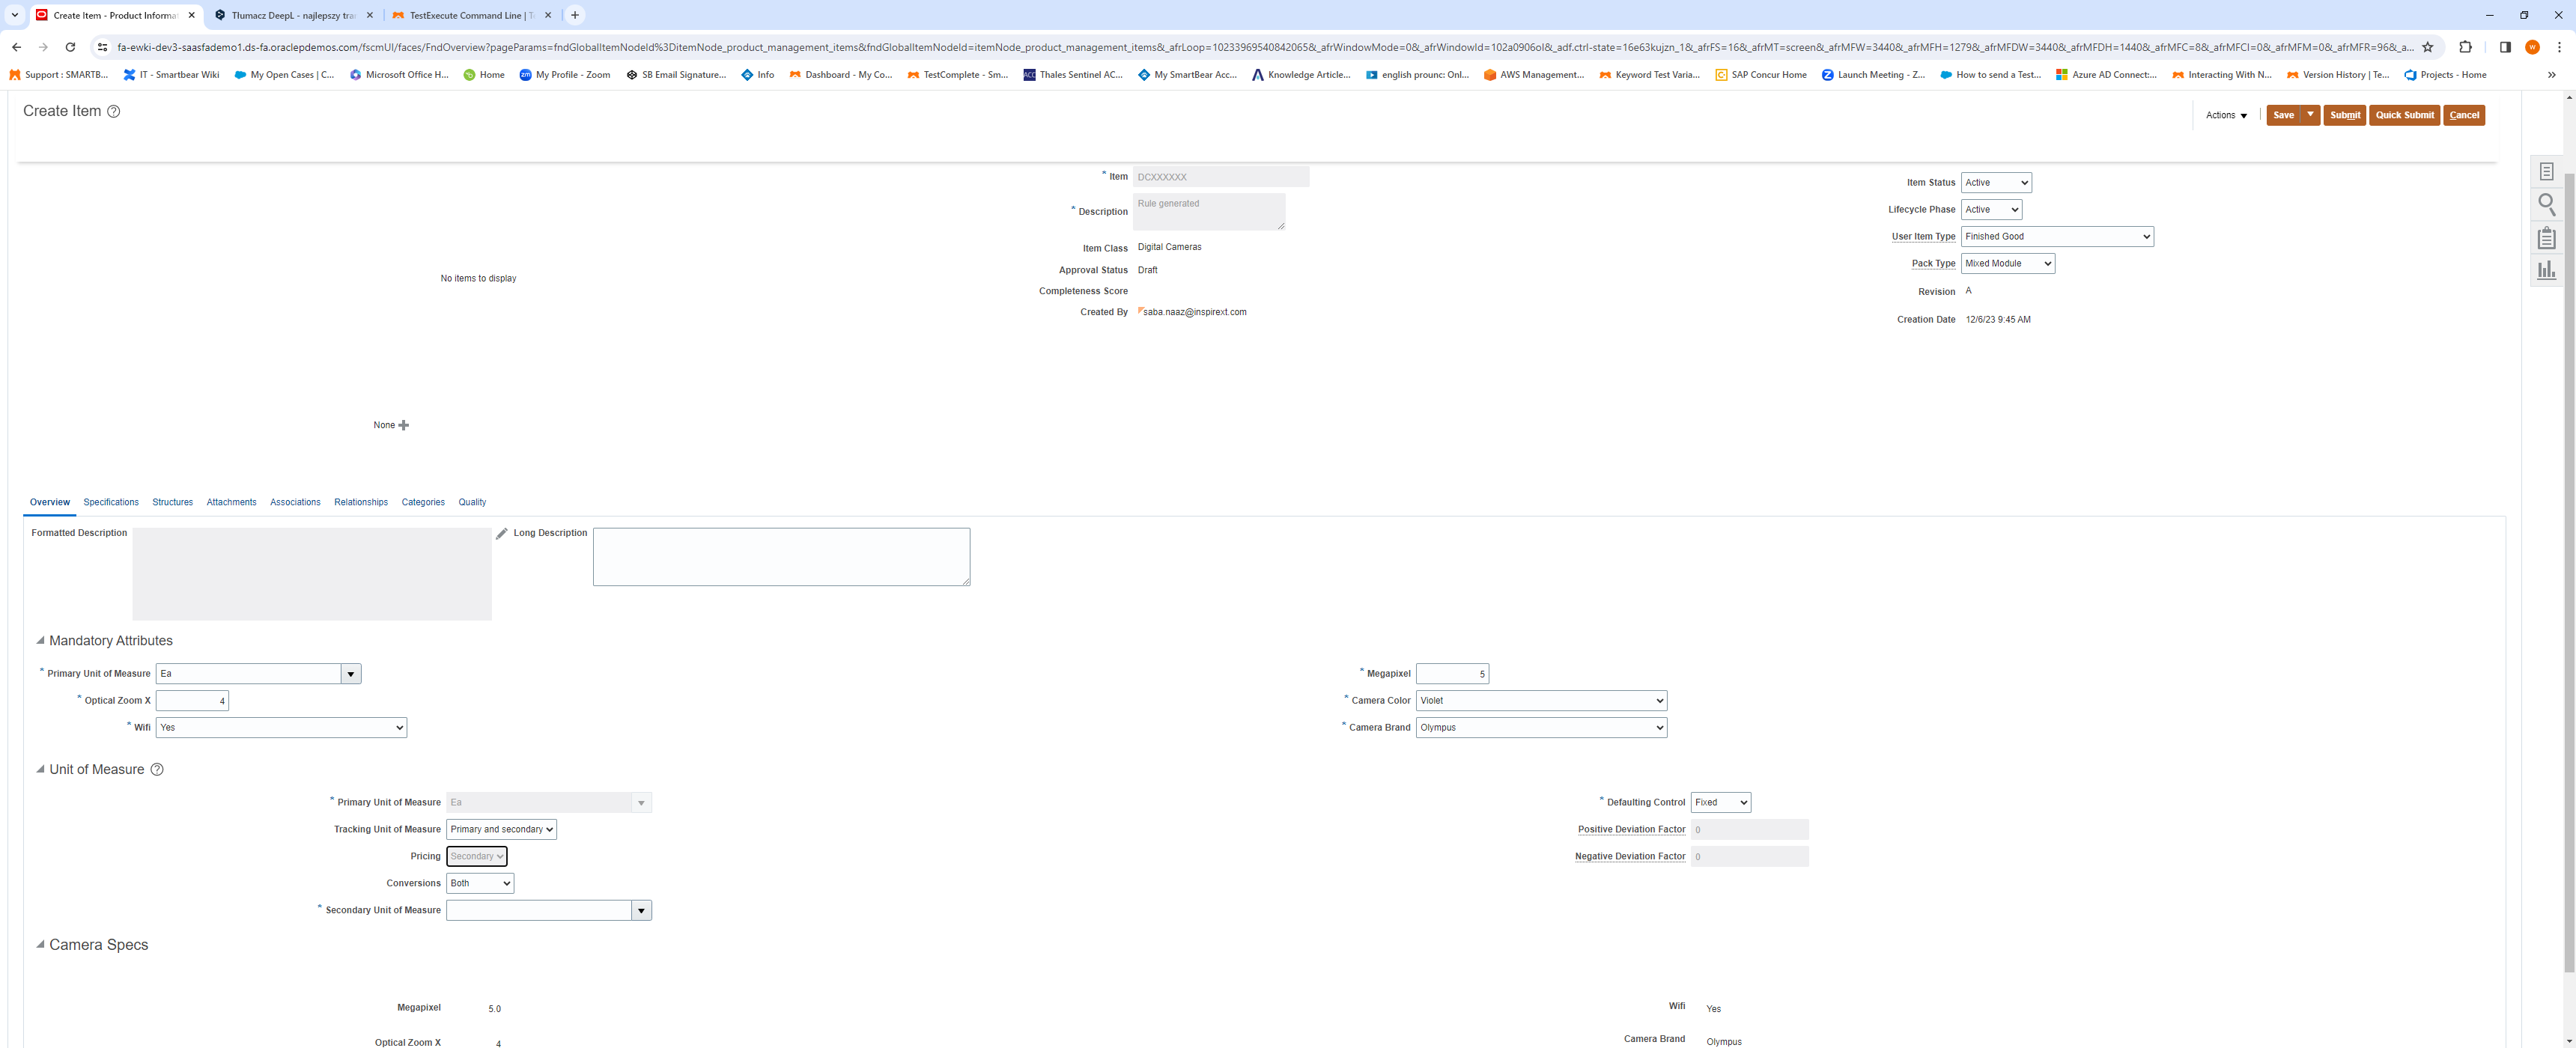 Create Item - Product Informat
Tłumacz DeepL - najlepszy tra
TestExecute Command Line | T
fa-ewki-dev3-saasfademo1.ds-fa.oraclepdemos.com/fscmUI/faces/FndOverview?pageParams=fndGlobalItemNodeId%3DitemNode_product_management_items&fndGlobalItemNodeId=itemNode_product_management_items&_afrLoop=10233969540842065&_afrWindowMode=0&_afrWindowId=102a0906ol&_adf.ctrl-state=16e63kujzn_1&_afrFS=16&_afrMT=screen&_afrMFW=3440&_afrMFH=1279&_afrMFDW=3440&_afrMFDH=1440&_afrMFC=8&_afrMFCI=0&_afrMFM=0&_afrMFR=96&_a...
Support : SMARTB... IT - Smartbear Wiki My Open Cases | C... Microsoft Office H... Home My Profile - Zoom SB Email Signature... Info Dashboard - My Co... TestComplete - Sm... Thales Sentinel AC... My SmartBear Acc... Knowledge Article... english prounc: Onl... AWS Management... Keyword Test Varia... SAP Concur Home Launch Meeting - Z... How to send a Test... Azure AD Connect:... Interacting With N... Version History | Te... Projects - Home
Create Item
Actions Save Submit Quick Submit Cancel
* Item DCXXXXXX
* Description Rule generated
Item Class Digital Cameras
Approval Status Draft
Completeness Score
Created By saba.naaz@inspirext.com
Item Status Active
Lifecycle Phase Active
User Item Type Finished Good
Pack Type Mixed Module
Revision A
Creation Date 12/6/23 9:45 AM
No items to display
None
Overview Specifications Structures Attachments Associations Relationships Categories Quality
Formatted Description
Long Description
Mandatory Attributes
* Primary Unit of Measure Ea
* Optical Zoom X 4
* Wifi Yes
* Megapixel 5
* Camera Color Violet
* Camera Brand Olympus
Unit of Measure
* Primary Unit of Measure Ea
Tracking Unit of Measure Primary and secondary
Pricing Secondary
Conversions Both
* Secondary Unit of Measure
* Defaulting Control Fixed
Positive Deviation Factor 0
Negative Deviation Factor 0
Camera Specs
Megapixel 5.0
Optical Zoom X 4
Wifi Yes
Camera Brand Olympus